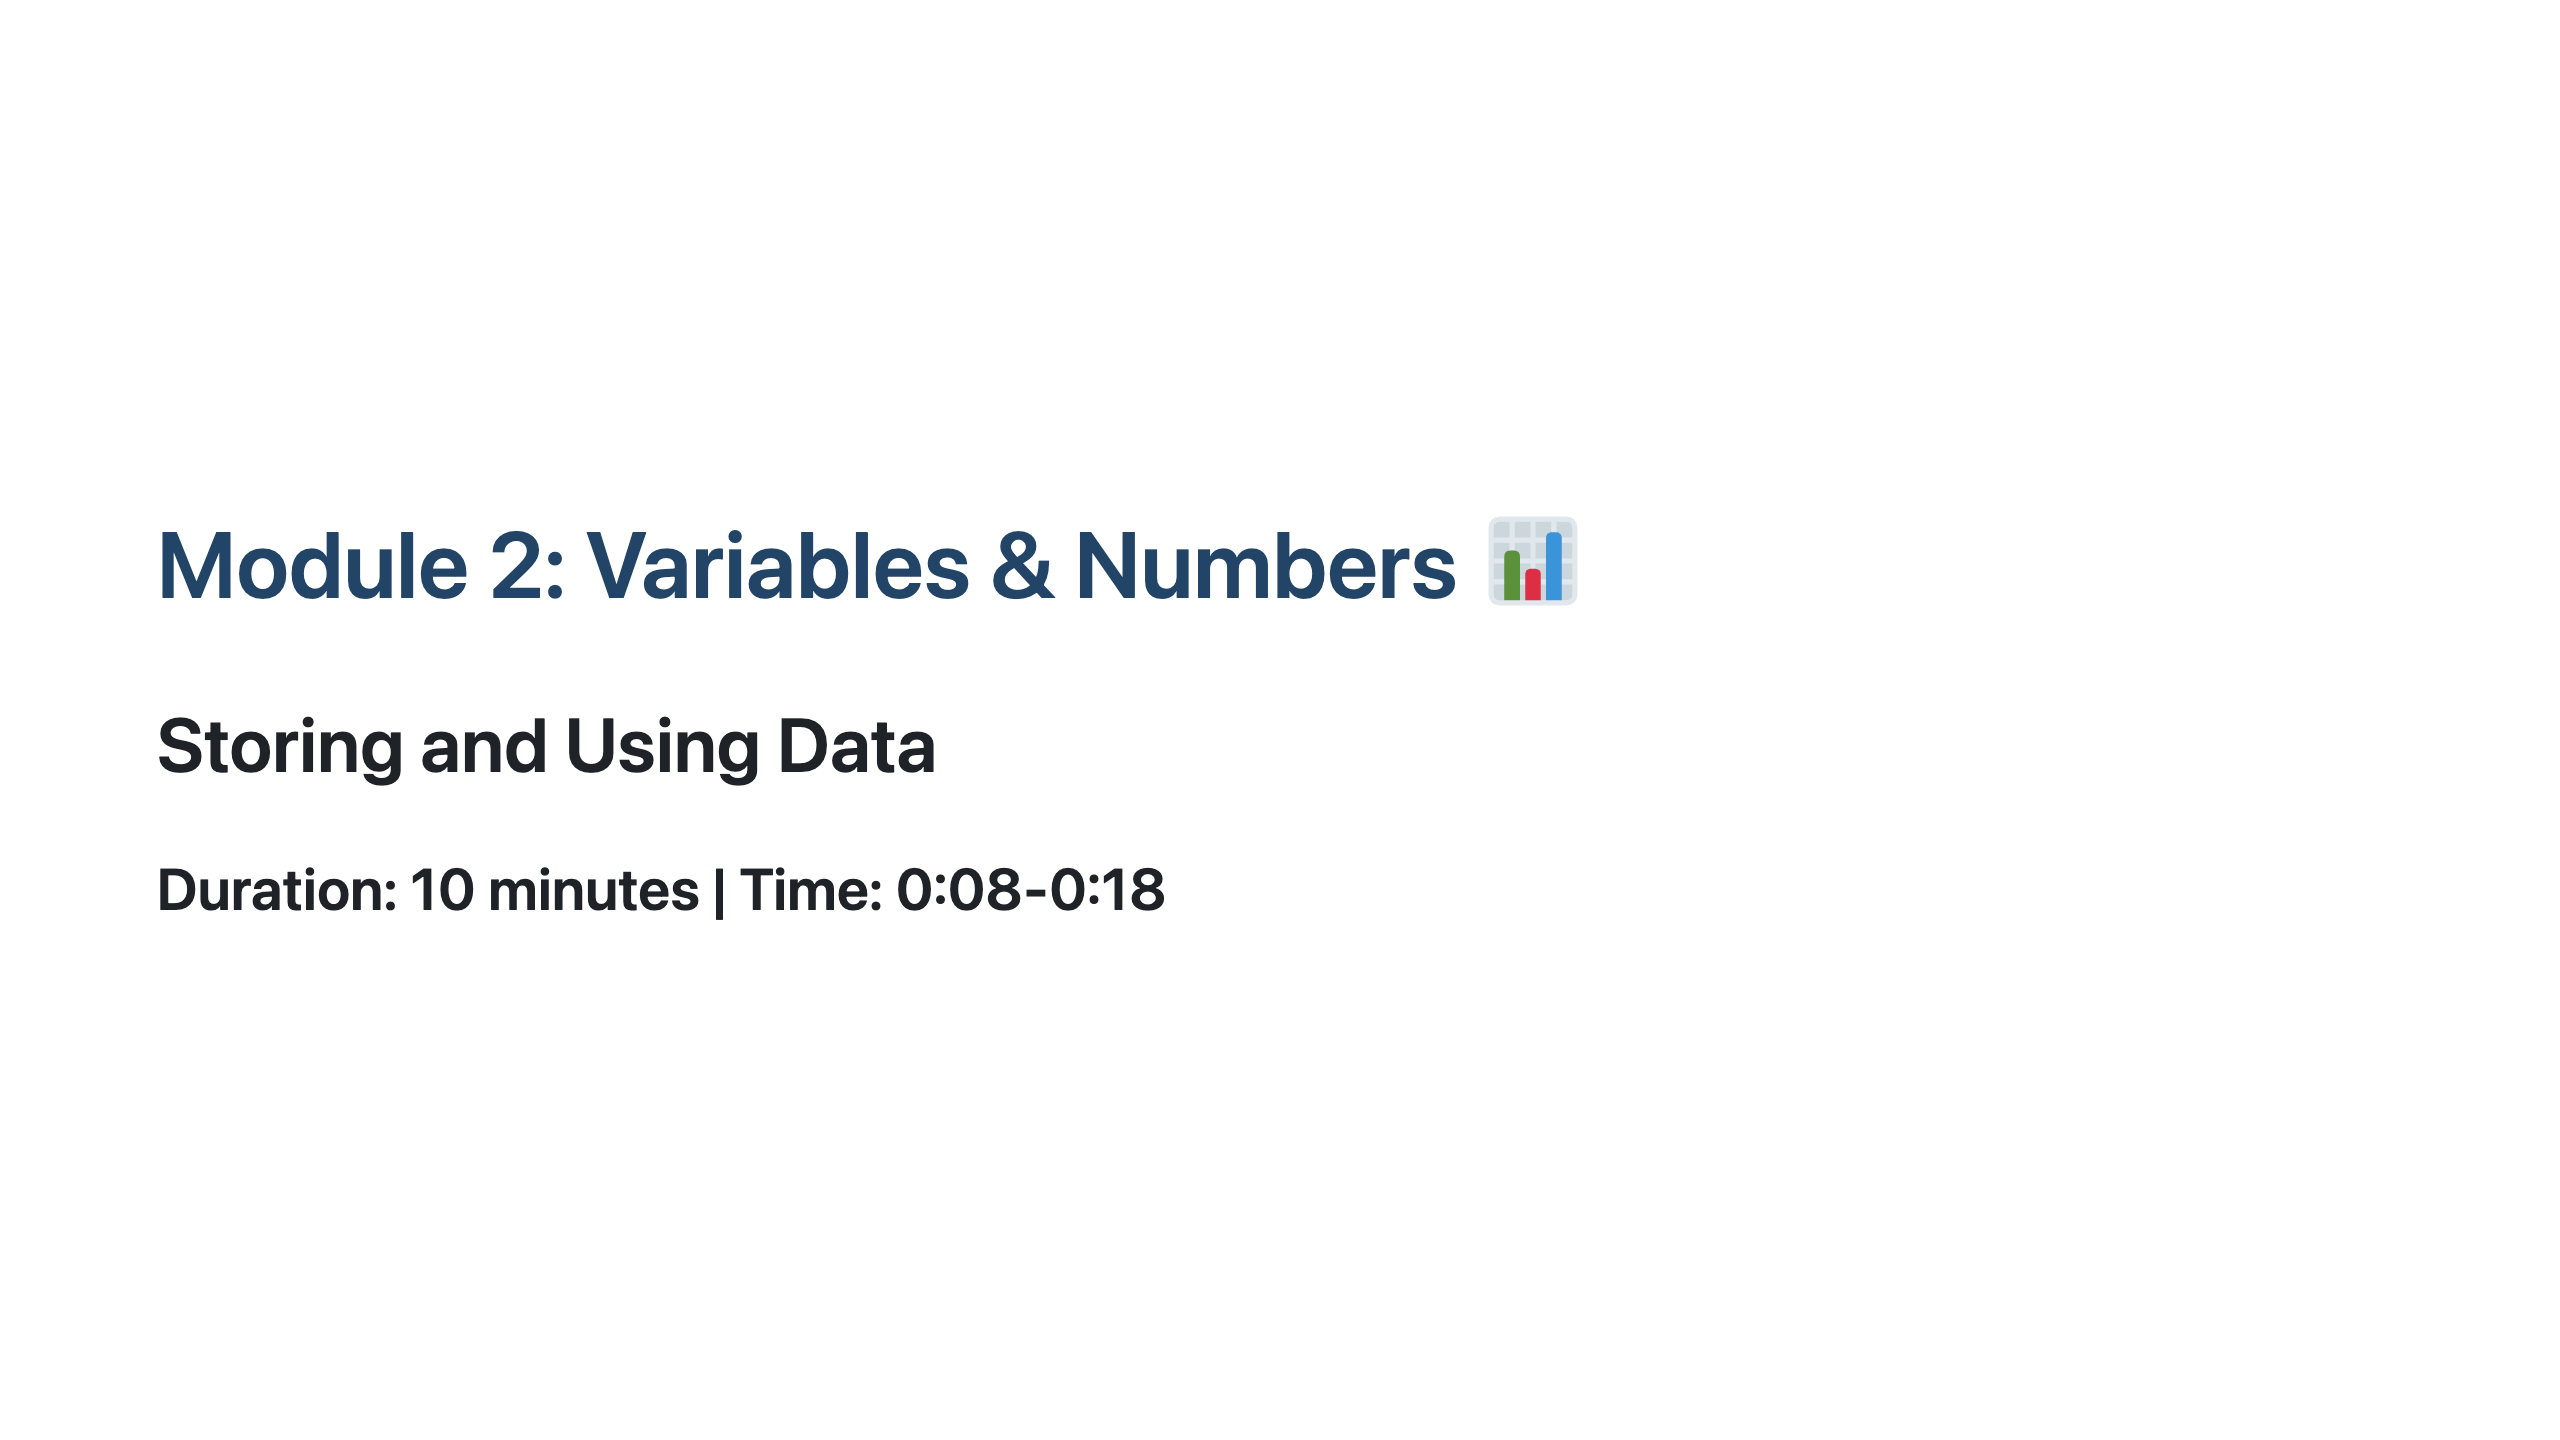 Module 2: Variables & Numbers 📊
Storing and Using Data
Duration: 10 minutes | Time: 0:08-0:18